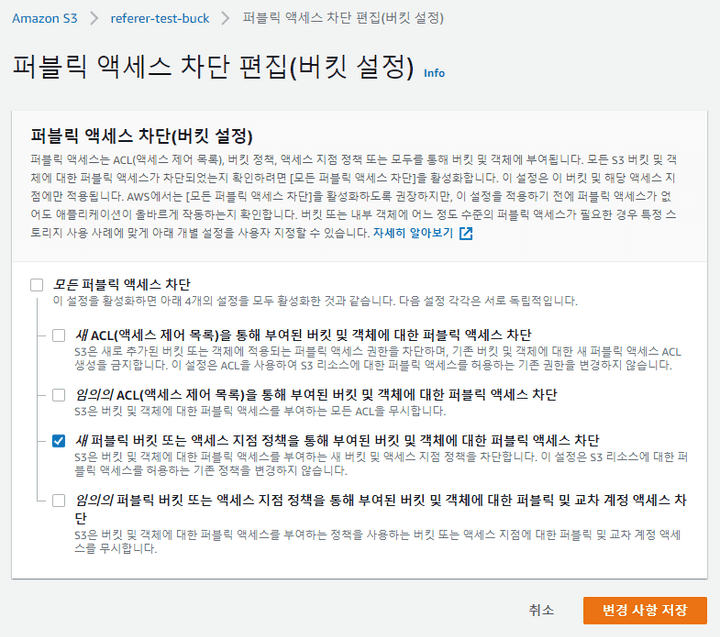 Amazon S3 > referer-test-buck > 퍼블릭 액세스 차단 편집(버킷 설정)
퍼블릭 액세스 차단 편집(버킷 설정) Info
퍼블릭 액세스 차단(버킷 설정)
퍼블릭 액세스는 ACL(액세스 제어 목록), 버킷 정책, 액세스 지점 정책 또는 모두를 통해 버킷 및 객체에 부여됩니다. 모든 S3 버킷 및 객
체에 대한 퍼블릭 액세스가 차단되었는지 확인하려면 [모든 퍼블릭 액세스 차단]을 활성화합니다. 이 설정은 이 버킷 및 해당 액세스 지
점에만 적용됩니다. AWS에서는 [모든 퍼블릭 액세스 차단]을 활성화하도록 권장하지만, 이 설정을 적용하기 전에 퍼블릭 액세스가 없
어도 애플리케이션이 올바르게 작동하는지 확인합니다. 버킷 또는 내부 객체에 어느 정도 수준의 퍼블릭 액세스가 필요한 경우 특정 스
토리지 사용 사례에 맞게 아래 개별 설정을 사용자 지정할 수 있습니다. 자세히 알아보기
모든 퍼블릭 액세스 차단
이 설정을 활성화하면 아래 4개의 설정을 모두 활성화한 것과 같습니다. 다음 설정 각각은 서로 독립적입니다.
새 ACL(액세스 제어 목록)을 통해 부여된 버킷 및 객체에 대한 퍼블릭 액세스 차단
S3은 새로 추가된 버킷 또는 객체에 적용되는 퍼블릭 액세스 권한을 차단하며, 기존 버킷 및 객체에 대한 새 퍼블릭 액세스 ACL
생성을 금지합니다. 이 설정은 ACL을 사용하여 S3 리소스에 대한 퍼블릭 액세스를 허용하는 기존 권한을 변경하지 않습니다.
임의의 ACL(액세스 제어 목록)을 통해 부여된 버킷 및 객체에 대한 퍼블릭 액세스 차단
S3은 버킷 및 객체에 대한 퍼블릭 액세스를 부여하는 모든 ACL을 무시합니다.
새 퍼블릭 버킷 또는 액세스 지점 정책을 통해 부여된 버킷 및 객체에 대한 퍼블릭 액세스 차단
S3은 버킷 및 객체에 대한 퍼블릭 액세스를 부여하는 새 버킷 및 액세스 지점 정책을 차단합니다. 이 설정은 S3 리소스에 대한 퍼
블릭 액세스를 허용하는 기존 정책을 변경하지 않습니다.
임의의 퍼블릭 버킷 또는 액세스 지점 정책을 통해 부여된 버킷 및 객체에 대한 퍼블릭 및 교차 계정 액세스 차
단
S3은 버킷 및 객체에 대한 퍼블릭 액세스를 부여하는 정책을 사용하는 버킷 또는 액세스 지점에 대한 퍼블릭 및 교차 계정 액세
스를 무시합니다.
취소 변경 사항 저장